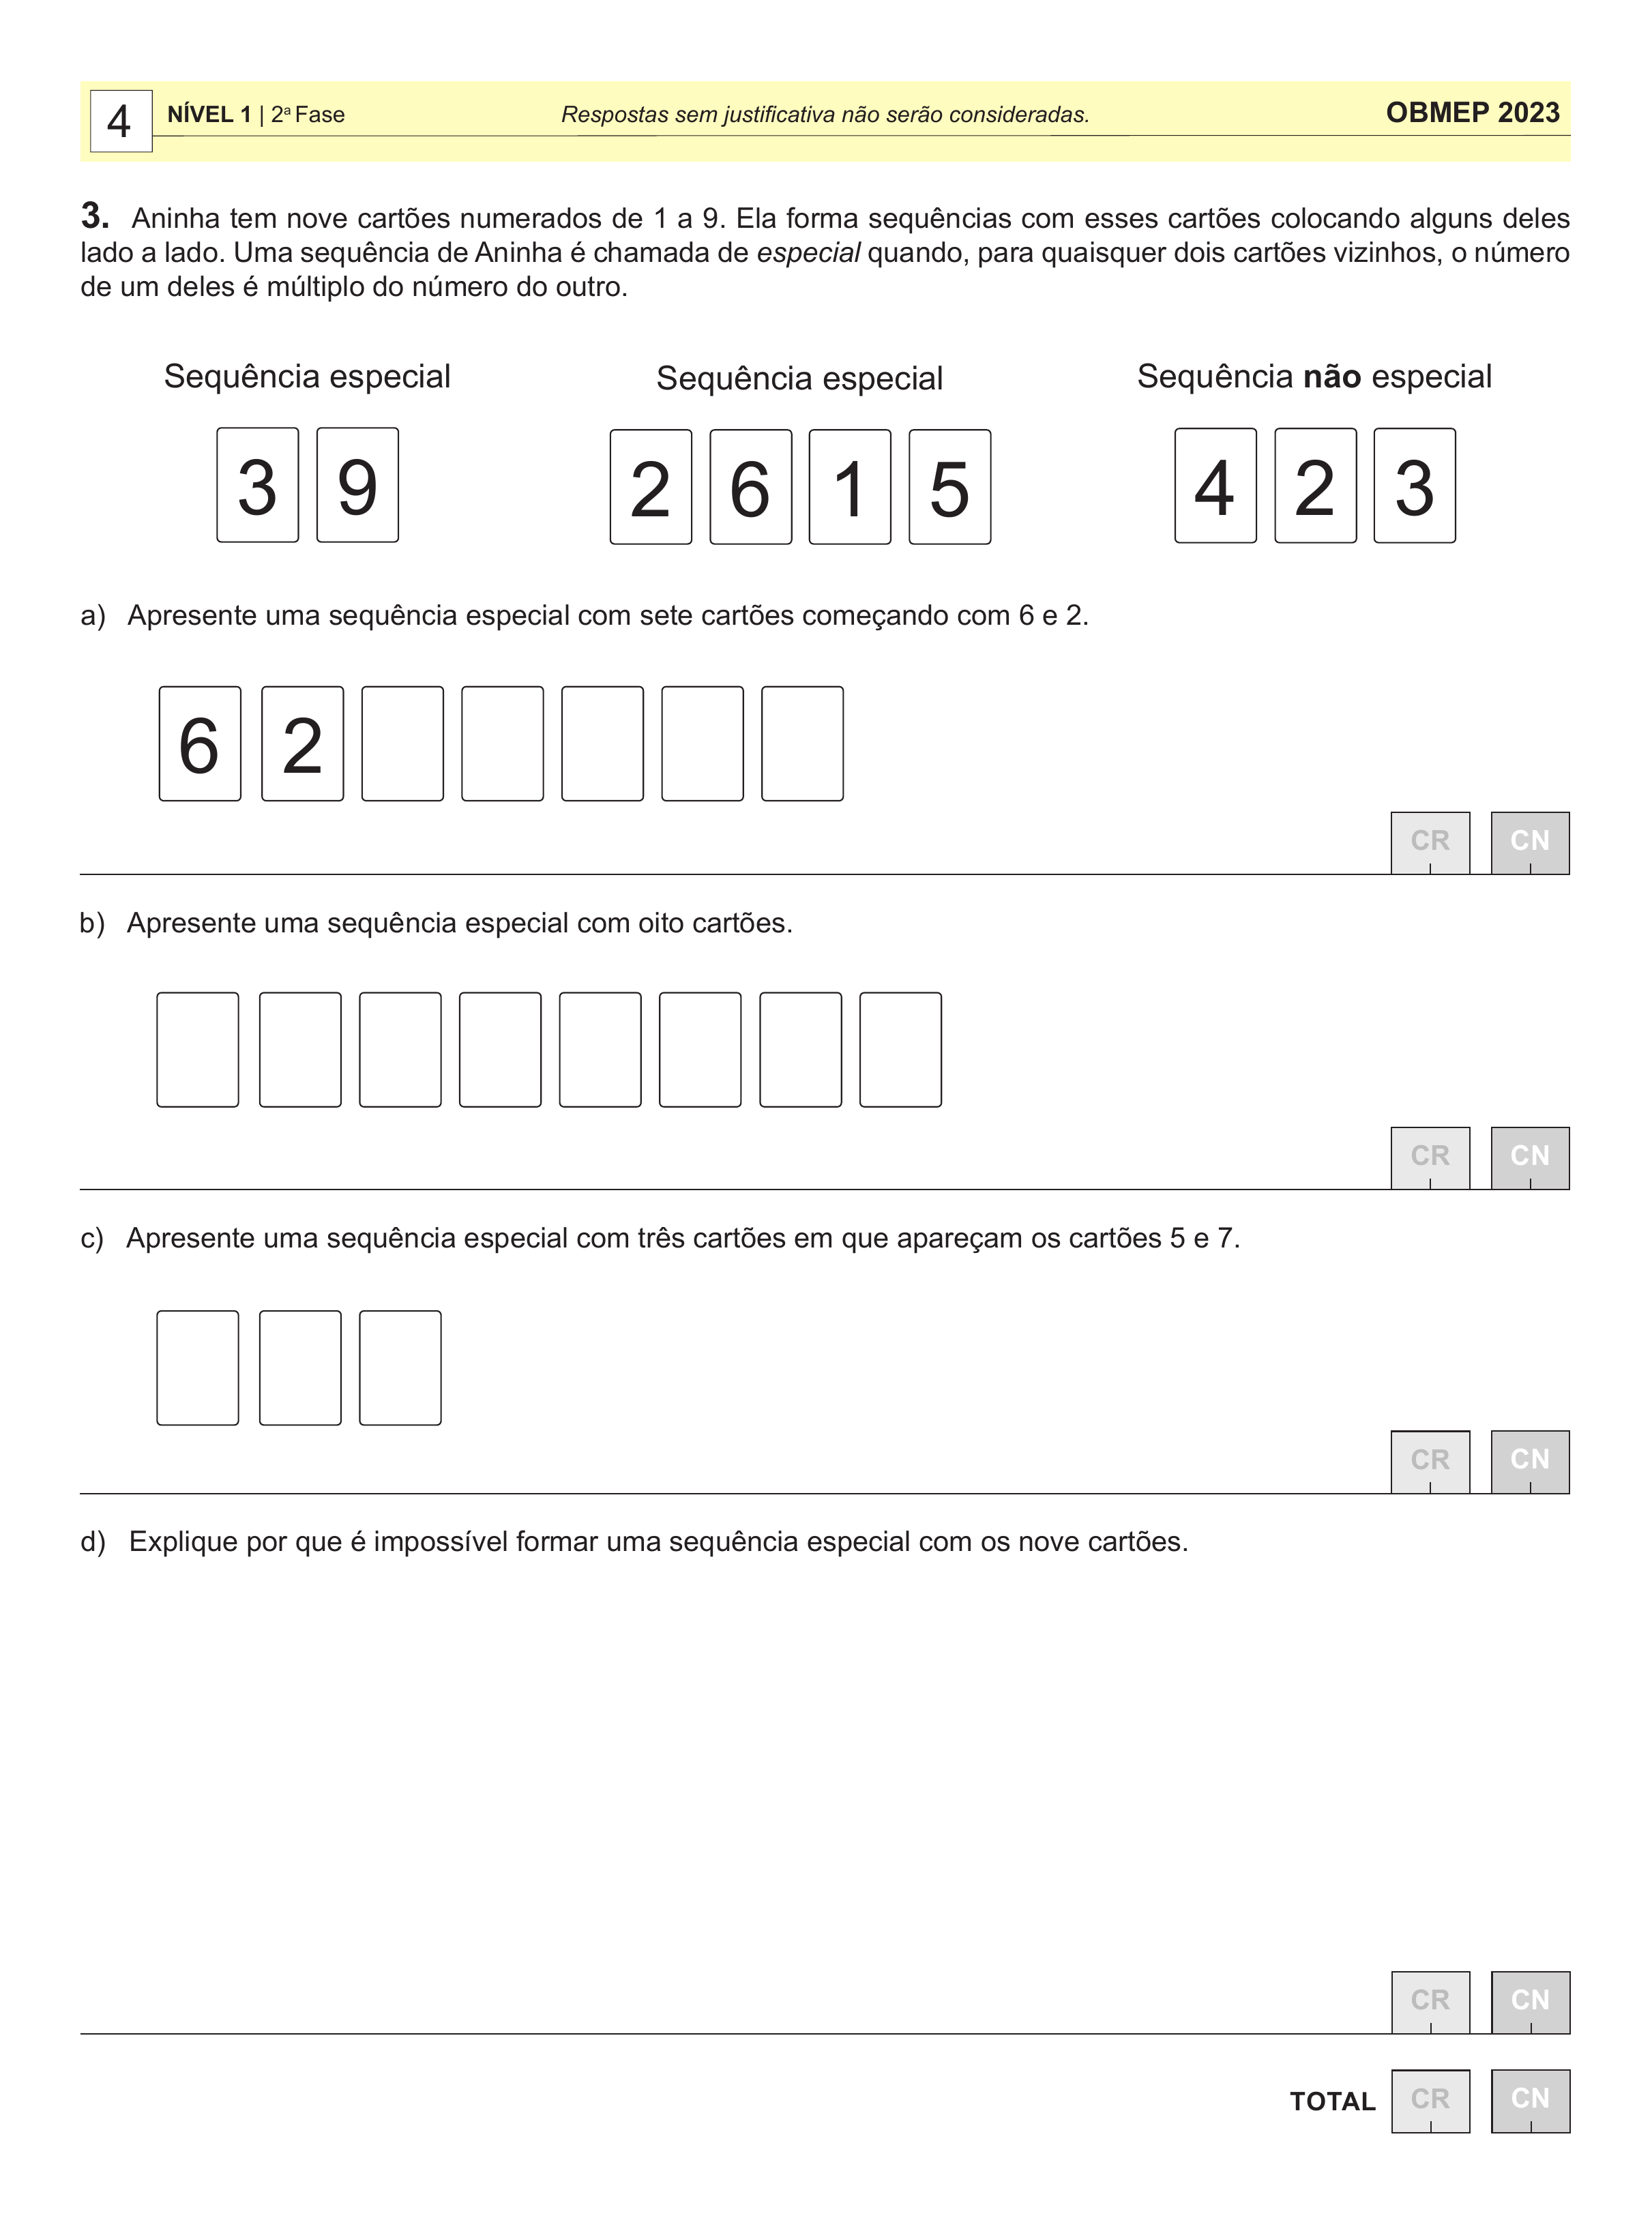 4 NÍVEL 1 | 2ª Fase Respostas sem justificativa não serão consideradas. OBMEP 2023
3. Aninha tem nove cartões numerados de 1 a 9. Ela forma sequências com esses cartões colocando alguns deles
lado a lado. Uma sequência de Aninha é chamada de especial quando, para quaisquer dois cartões vizinhos, o número
de um deles é múltiplo do número do outro.
Sequência especial Sequência especial Sequência não especial
3 9 2 6 1 5 4 2 3
a) Apresente uma sequência especial com sete cartões começando com 6 e 2.
6 2
CR CN
b) Apresente uma sequência especial com oito cartões.
CR CN
c) Apresente uma sequência especial com três cartões em que apareçam os cartões 5 e 7.
CR CN
d) Explique por que é impossível formar uma sequência especial com os nove cartões.
CR CN
TOTAL CR CN